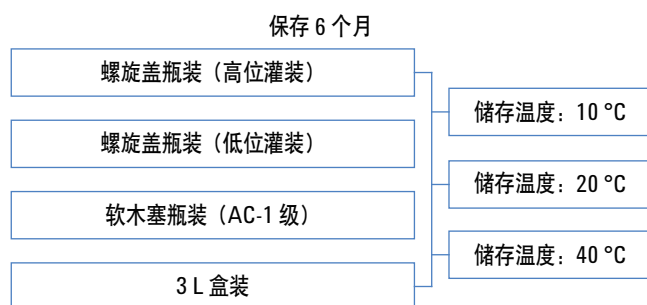 保存 6 个月
螺旋盖瓶装（高位灌装）
螺旋盖瓶装（低位灌装）
软木塞瓶装（AC-1 级）
3 L 盒装
储存温度：10 °C
储存温度：20 °C
储存温度：40 °C